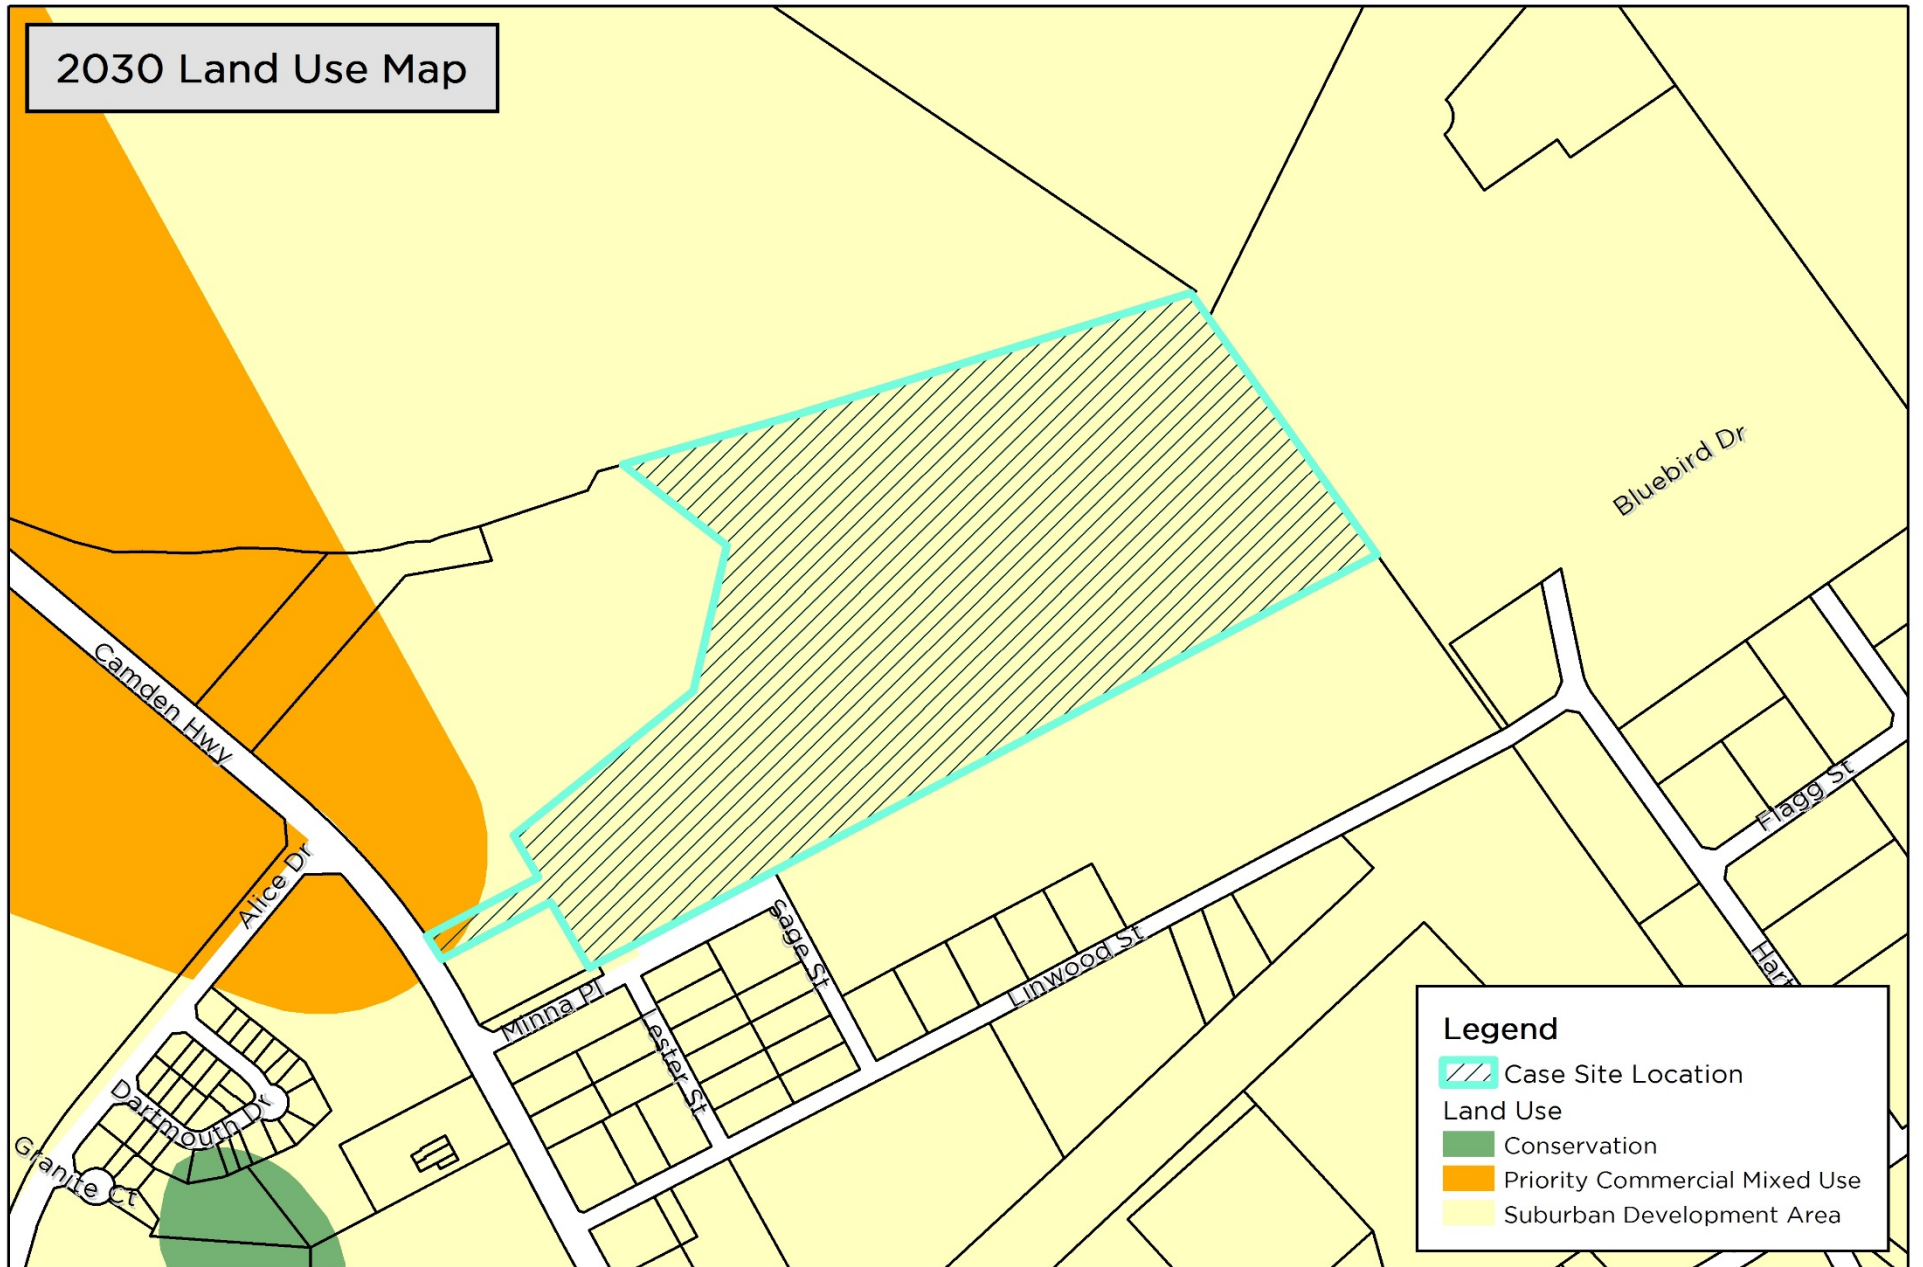 2030 Land Use Map
Bluebird Dr
Camden Hwy
Flagg St
Alice Dr
Sage St
Linwood St
Hart
Minna Pl
Lester St
Dartmouth Dr
Granite Ct
Legend
Case Site Location
Land Use
Conservation
Priority Commercial Mixed Use
Suburban Development Area